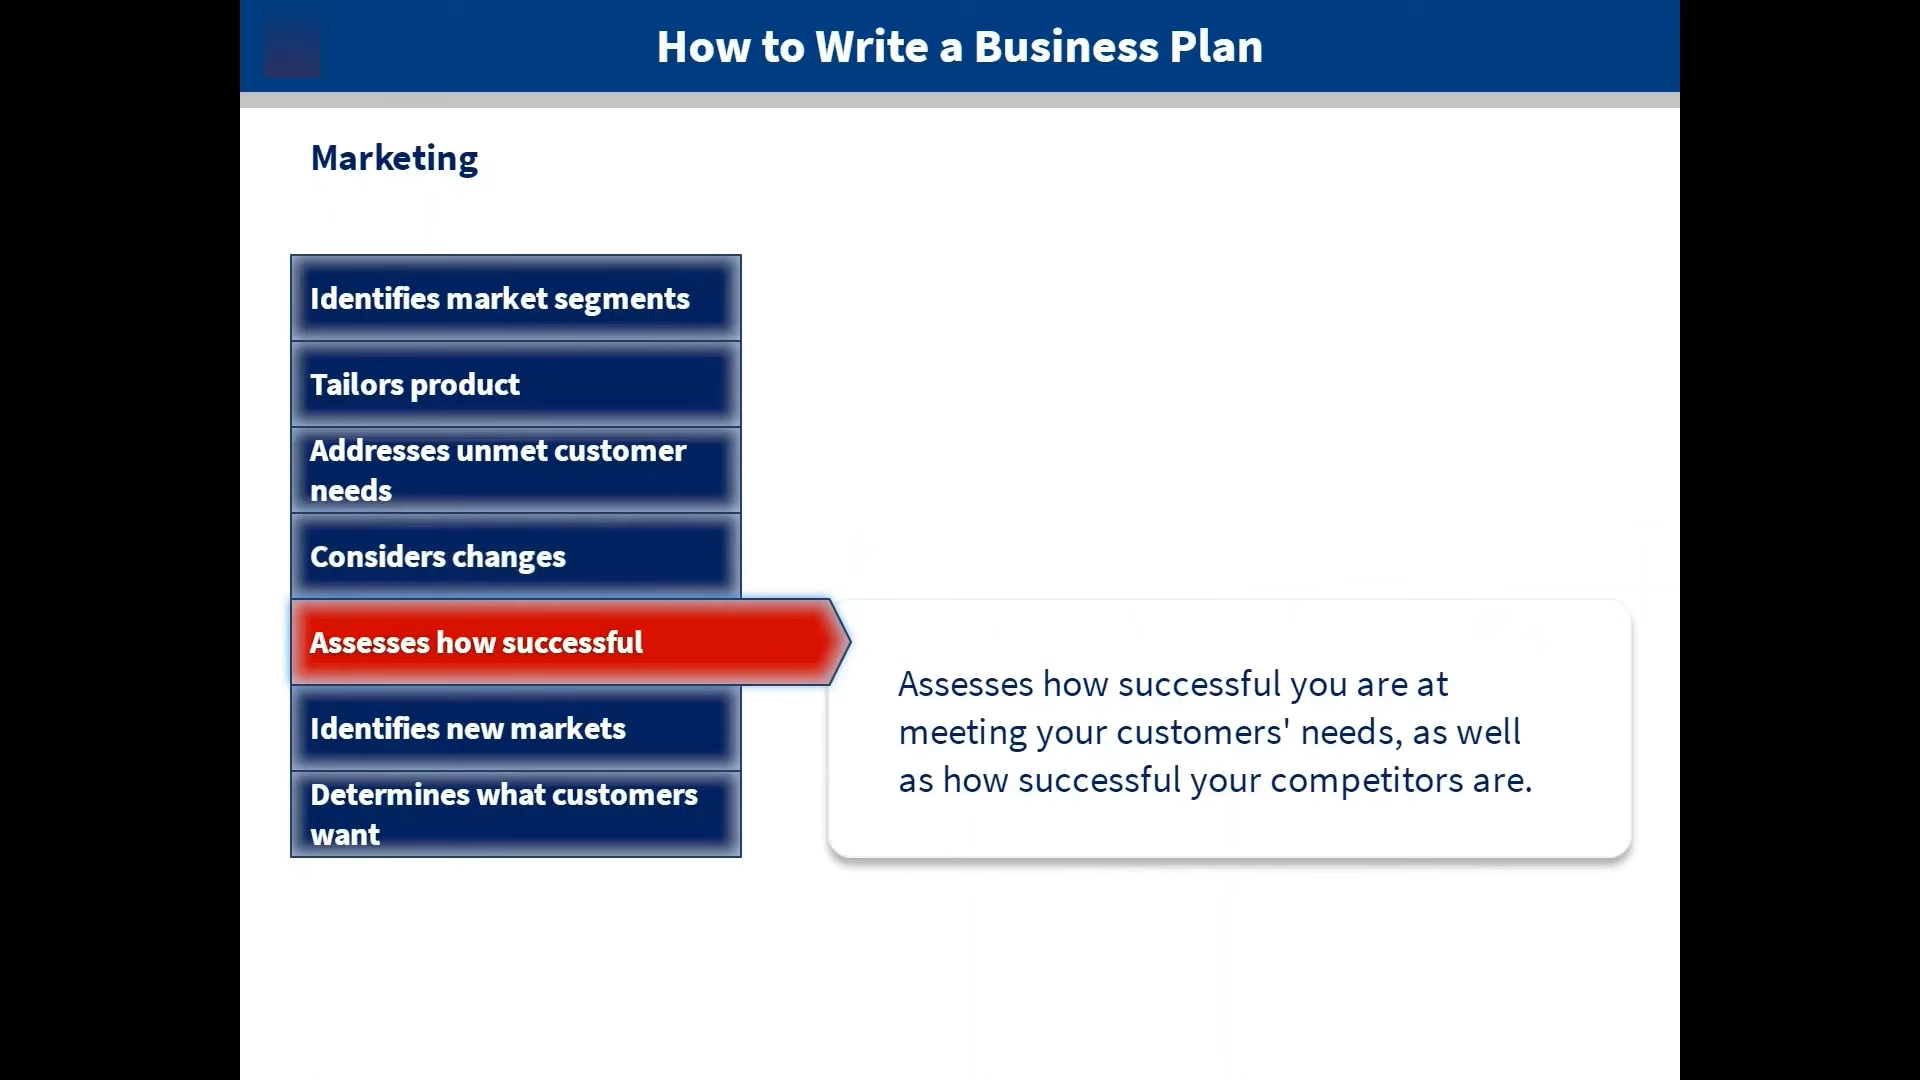 How to Write a Business Plan
Marketing
Identifies market segments
Tailors product
Addresses unmet customer
needs
Considers changes
Assesses how successful
Identifies new markets
Determines what customers
want
Assesses how successful you are at
meeting your customers' needs, as well
as how successful your competitors are.